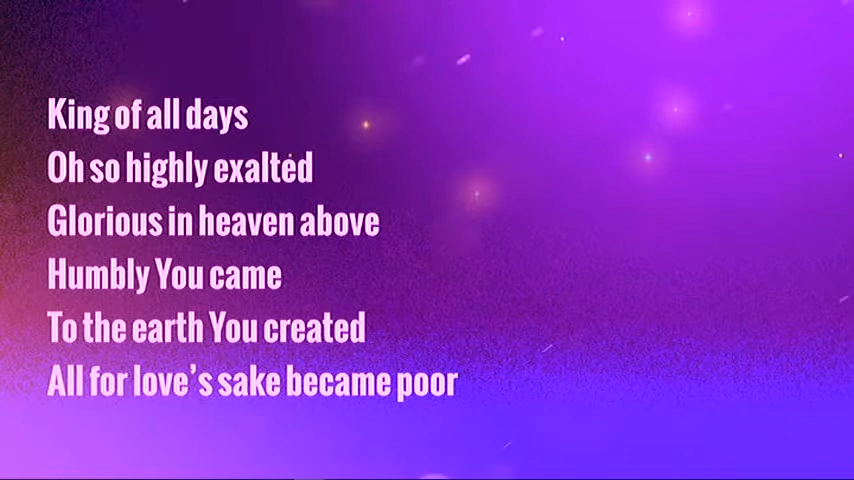 King of all days
Oh so highly exalted
Glorious in heaven above
Humbly You came
To the earth You created
All for love's sake became poor